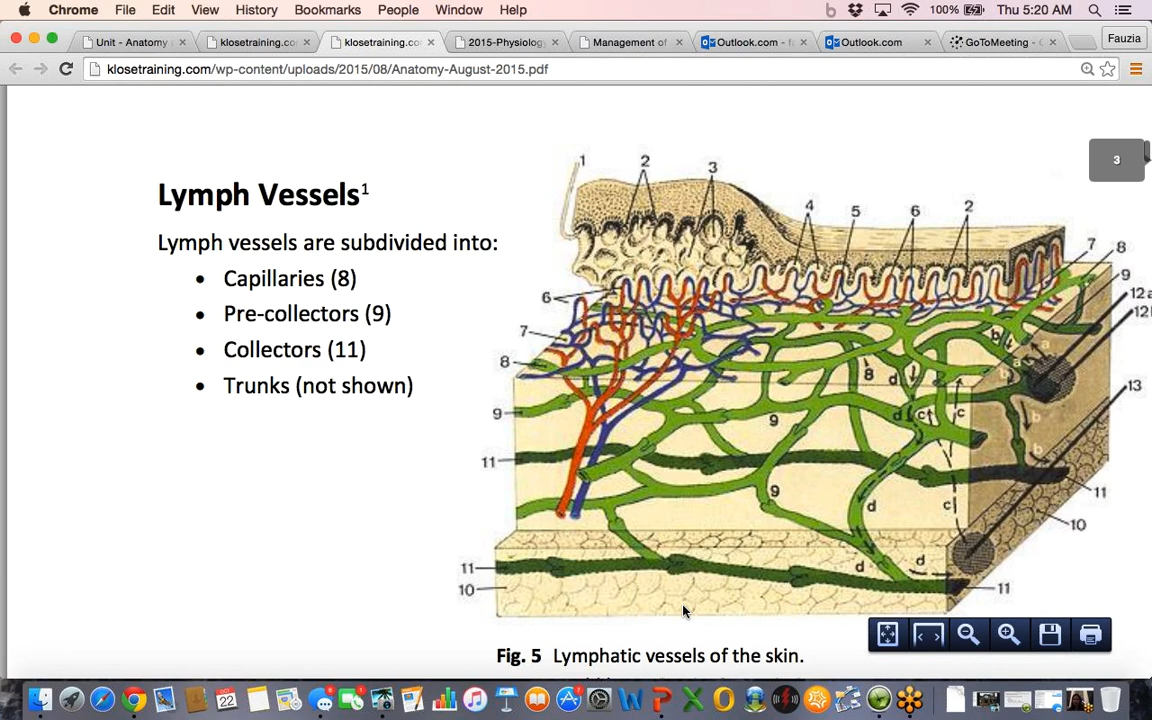 Chrome File Edit View History Bookmarks People Window Help 100% Thu 5:20 AM
Unit - Anatomy klosetraining.co klosetraining.co 2015-Physiology Management of Outlook.com - Outlook.com GoToMeeting - Fauzia
klosetraining.com/wp-content/uploads/2015/08/Anatomy-August-2015.pdf
3
Lymph Vessels1
Lymph vessels are subdivided into:
• Capillaries (8)
• Pre-collectors (9)
• Collectors (11)
• Trunks (not shown)
1 2 3
4 5 6 2
7 8
9
6
12a
12b
7
b
a
8
8 d
a
b
13
9
9
d c c
b
11
b
9
11
d c
10
11
d d
11
10
Fig. 5 Lymphatic vessels of the skin.
22